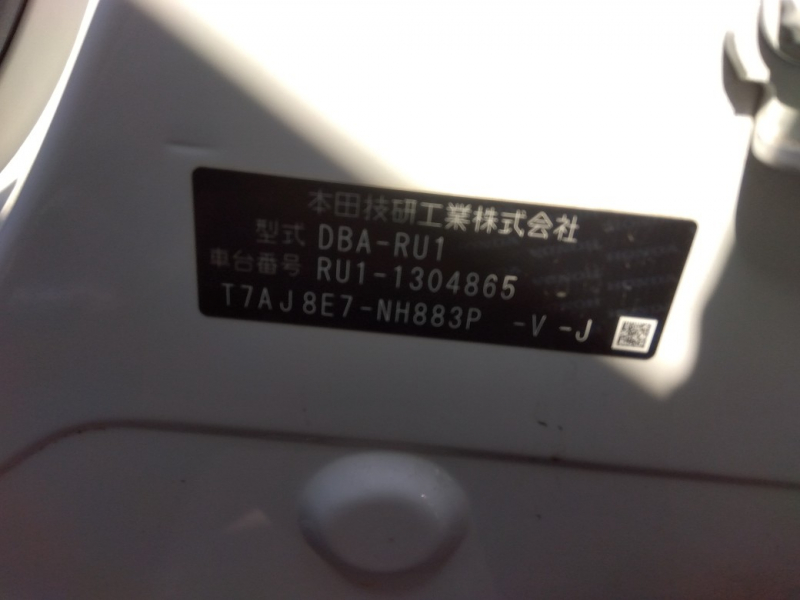 本田技研工業株式会社
型式 DBA-RU1
車台番号 RU1-1304865
T7AJ8E7-NH883P -V -J